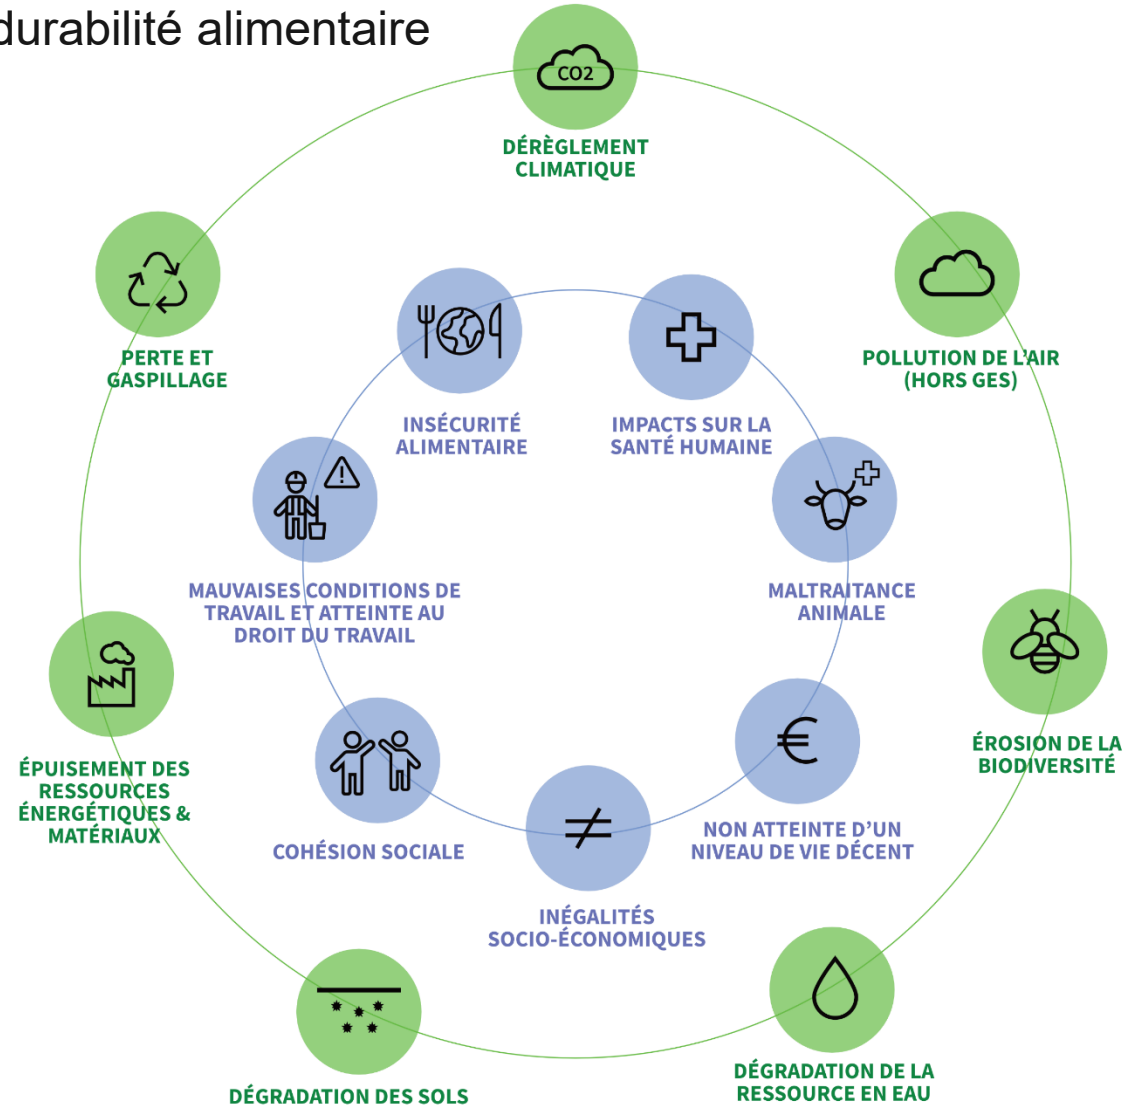 durabilité alimentaire
CO2
DÉRÈGLEMENT
CLIMATIQUE
PERTE ET
GASPILLAGE
POLLUTION DE L'AIR
(HORS GES)
INSÉCURITÉ
ALIMENTAIRE
IMPACTS SUR LA
SANTÉ HUMAINE
MAUVAISES CONDITIONS DE
TRAVAIL ET ATTEINTE AU
DROIT DU TRAVAIL
MALTRAITANCE
ANIMALE
ÉPUISEMENT DES
RESSOURCES
ÉNERGÉTIQUES &
MATÉRIAUX
ÉROSION DE LA
BIODIVERSITÉ
COHÉSION SOCIALE
€
NON ATTEINTE D'UN
NIVEAU DE VIE DÉCENT
≠
INÉGALITÉS
SOCIO-ÉCONOMIQUES
DÉGRADATION DES SOLS
DÉGRADATION DE LA
RESSOURCE EN EAU